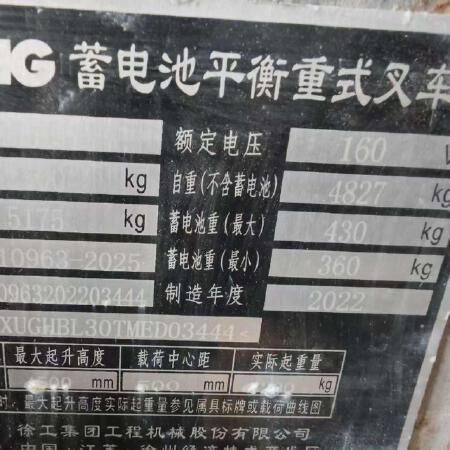 MG 蓄电池平衡重式叉车
额定电压 160 V
kg 自重(不含蓄电池) 4827
5175 kg 蓄电池重(最大) 430
10963-2025 蓄电池重(最小) 360
0963202203444 制造年度 2022
XUGHBL30TMED03444<
最大起升高度 载荷中心距 实际起重量
mm 500 mm kg
时,最大起升高度实际起重量参见属具标牌或载荷曲线图
徐工集团工程机械股份有限公司